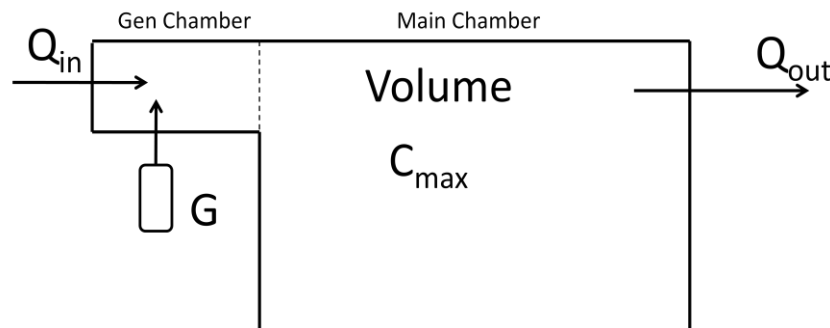 Gen Chamber
Main Chamber
Q_in
Volume
Q_out
C_max
G